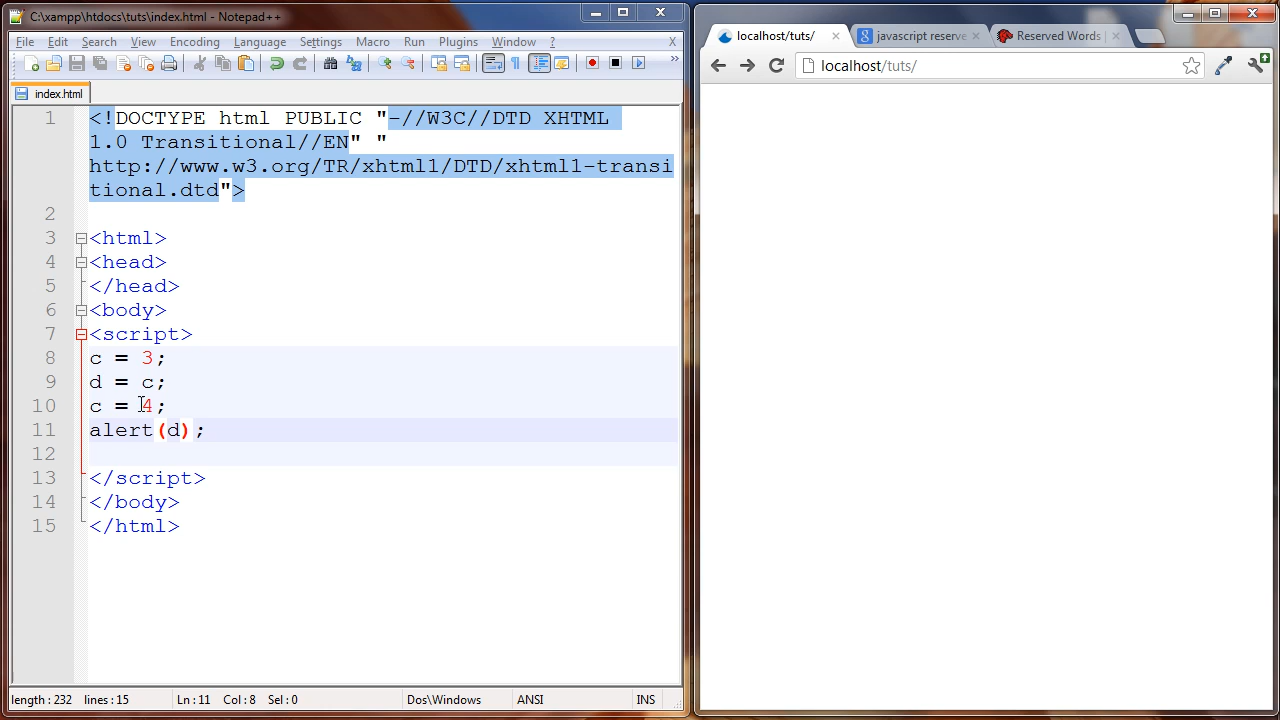 C:\xampp\htdocs\tuts\index.html - Notepad++
File Edit Search View Encoding Language Settings Macro Run Plugins Window ? X
index.html
1 <!DOCTYPE html PUBLIC "-//W3C//DTD XHTML
1.0 Transitional//EN" "
http://www.w3.org/TR/xhtml1/DTD/xhtml1-transi
tional.dtd">
2
3 <html>
4 <head>
5 </head>
6 <body>
7 <script>
8 c = 3;
9 d = c;
10 c = 4;
11 alert(d);
12
13 </script>
14 </body>
15 </html>
length : 232 lines : 15 Ln : 11 Col : 8 Sel : 0 Dos\Windows ANSI INS
localhost/tuts/ javascript reserve Reserved Words |
localhost/tuts/